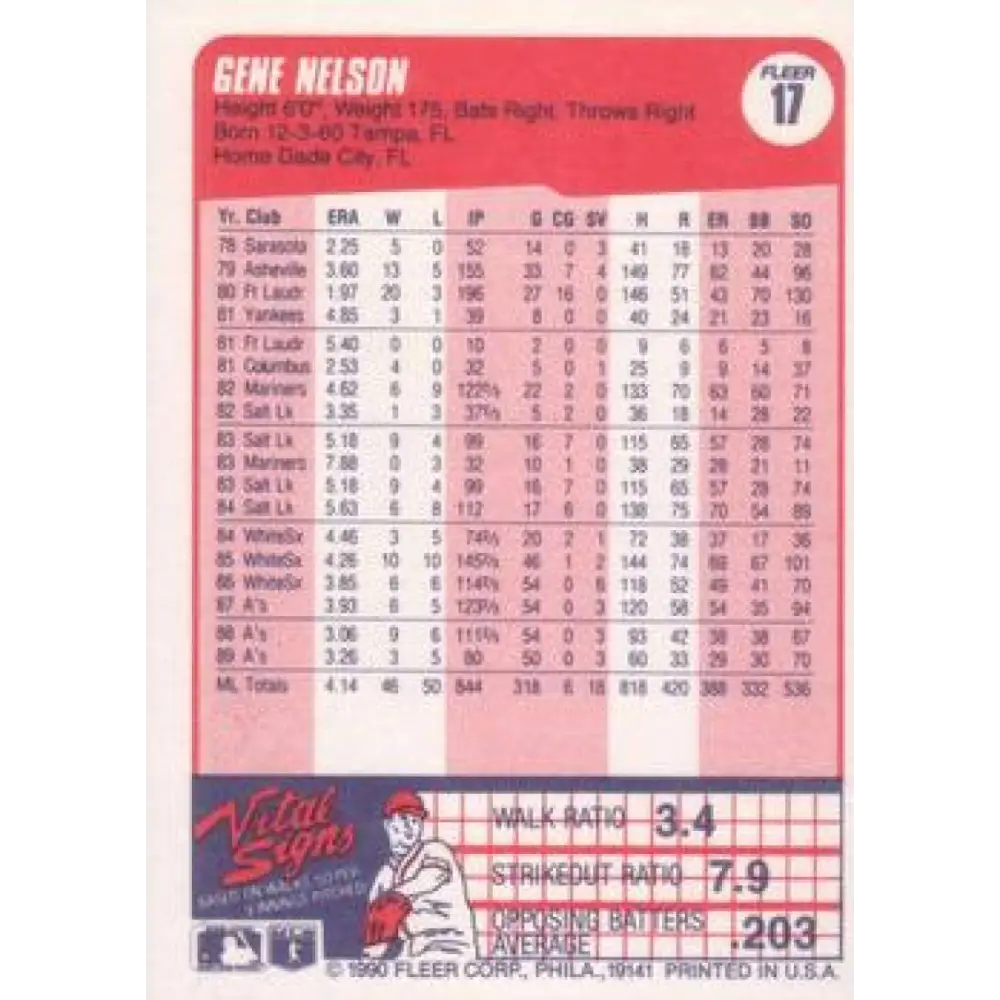 GENE NELSON
FLEER
17
Height 6'0", Weight 175, Bats Right, Throws Right
Born 12-3-60 Tampa, FL
Home Dade City, FL
Yr. Club ERA W L IP G CG SV H R ER BB SO
78 Sarasota 2.25 5 0 52 14 0 3 41 18 13 20 28
79 Asheville 3.60 13 5 155 33 7 4 149 77 62 44 96
80 Ft Laudr 1.97 20 3 196 27 16 0 146 51 43 70 130
81 Yankees 4.85 3 1 39 8 0 0 40 24 21 23 16
81 Ft Laudr 5.40 0 0 10 2 0 0 9 6 6 5 8
81 Columbus 2.53 4 0 32 5 0 1 25 9 9 14 37
82 Mariners 4.62 6 9 122⅔ 22 2 0 133 70 63 60 71
82 Salt Lk 3.35 1 3 37⅔ 5 2 0 36 18 14 28 22
83 Salt Lk 5.18 9 4 99 16 7 0 115 65 57 28 74
83 Mariners 7.88 0 3 32 10 1 0 38 29 28 21 11
83 Salt Lk 5.18 9 4 99 16 7 0 115 65 57 28 74
84 Salt Lk 5.63 6 8 112 17 6 0 138 75 70 54 89
84 WhiteSx 4.46 3 5 74⅔ 20 2 1 72 38 37 17 36
85 WhiteSx 4.26 10 10 145⅔ 46 1 2 144 74 69 67 101
86 WhiteSx 3.85 6 6 114⅔ 54 0 6 118 52 49 41 70
87 A's 3.93 6 5 123⅔ 54 0 3 120 58 54 35 94
88 A's 3.06 9 6 111⅔ 54 0 3 93 42 38 38 67
89 A's 3.26 3 5 80 50 0 3 60 33 29 30 70
ML Totals 4.14 46 50 844 318 6 18 818 420 388 332 536
Vital Signs
BASED ON WALKS, SO PER
9 INNINGS PITCHED
WALK RATIO 3.4
STRIKEOUT RATIO 7.9
OPPOSING BATTERS
AVERAGE .203
© 1990 FLEER CORP., PHILA., 19141 PRINTED IN U.S.A.